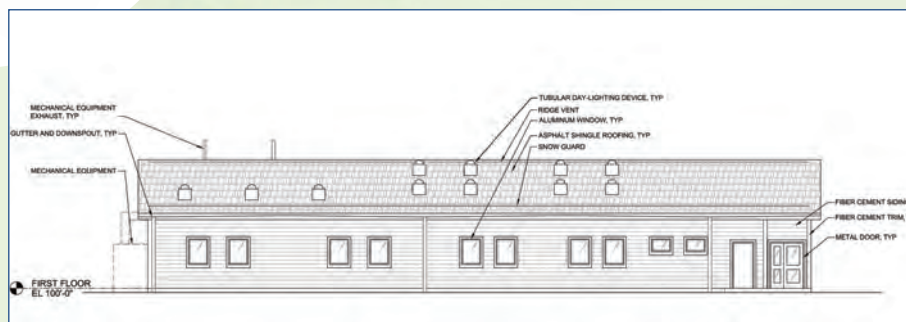 TUBULAR DAY-LIGHTING DEVICE, TYP
RIDGE VENT
ALUMINUM WINDOW, TYP
ASPHALT SHINGLE ROOFING, TYP
SNOW GUARD
MECHANICAL EQUIPMENT
EXHAUST, TYP
GUTTER AND DOWNSPOUT, TYP
MECHANICAL EQUIPMENT
FIBER CEMENT SIDING
FIBER CEMENT TRIM,
METAL DOOR, TYP
FIRST FLOOR
EL 100'-0"